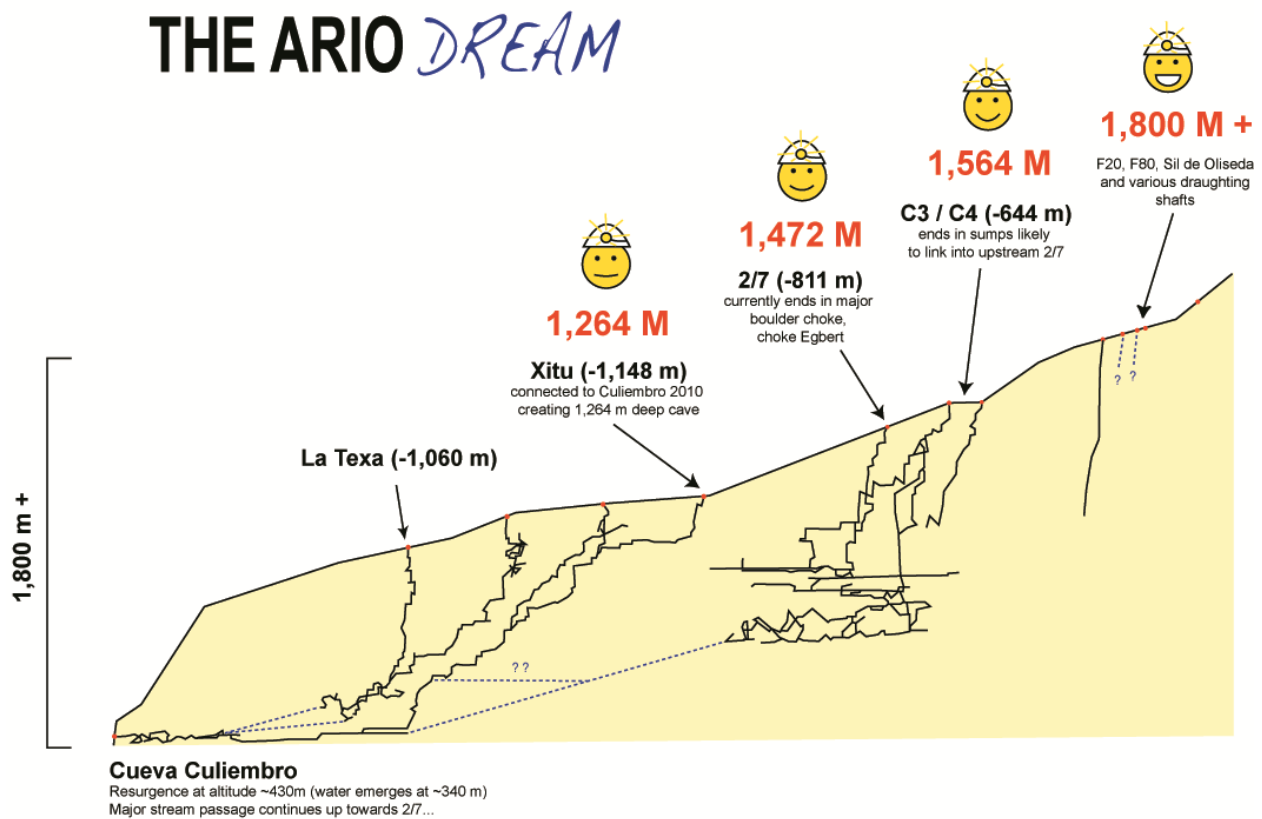 THE ARIO DREAM
1,800 M +
F20, F80, Sil de Oliseda
and various draughting
shafts
1,564 M
C3 / C4 (-644 m)
ends in sumps likely
to link into upstream 2/7
1,472 M
2/7 (-811 m)
currently ends in major
boulder choke,
choke Egbert
1,264 M
Xitu (-1,148 m)
connected to Culiembro 2010
creating 1,264 m deep cave
La Texa (-1,060 m)
1,800 m +
? ?
? ?
Cueva Culiembro
Resurgence at altitude ~430m (water emerges at ~340 m)
Major stream passage continues up towards 2/7...